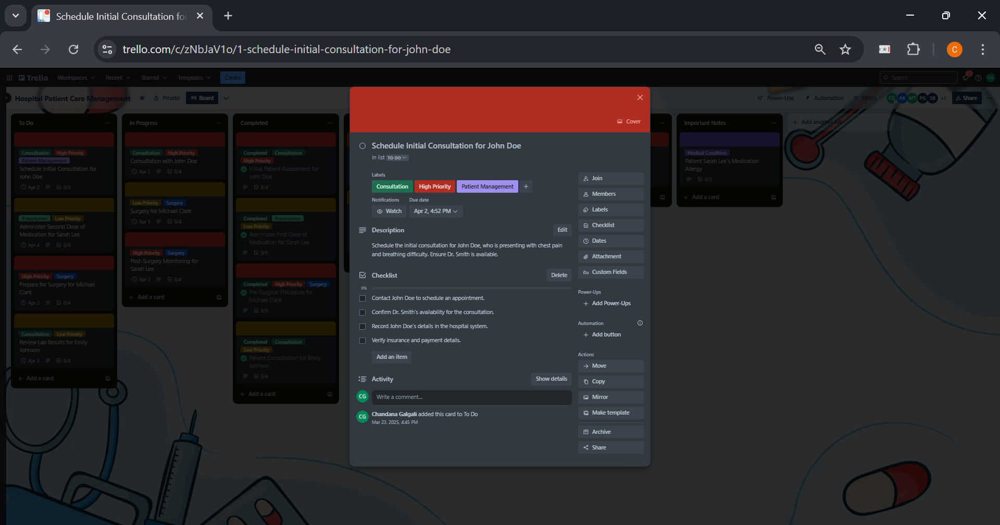 Schedule Initial Consultation for
trello.com/c/zNbJaV1o/1-schedule-initial-consultation-for-john-doe
C
Trello
Workspaces
Recent
Starred
Templates
Create
Search
2
CG
Hospital Patient Care Management
Private
Board
Power-Ups
Automation
Filters
CG
AK
MT
PG
SB
+1
Share
To Do
Consultation
High Priority
Patient Management
Schedule Initial Consultation for
John Doe
Apr 2
0/4
Prescription
Low Priority
Administer Second Dose of
Medication for Sarah Lee
Apr 4
0/4
High Priority
Surgery
Prepare for Surgery for Michael
Clark
Apr 3
0/4
Consultation
Low Priority
Review Lab Results for Emily
Johnson
Apr 3
0/4
Add a card
In Progress
Consultation
High Priority
Consultation with John Doe
Apr 2
0/4
Low Priority
Surgery
Surgery for Michael Clark
Apr 3
0/4
High Priority
Surgery
Post-Surgery Monitoring for
Sarah Lee
Apr 3
0/4
Add a card
Completed
Completed
Consultation
High Priority
Initial Patient Assessment for
John Doe
0/4
Completed
Prescription
Low Priority
Administer First Dose of
Medication for Sarah Lee
0/5
Completed
High Priority
Surgery
Pre-Surgical Procedure for
Michael Clark
0/5
Completed
Consultation
Low Priority
Patient Consultation for Emily
Johnson
0/4
Add a card
Cover
Schedule Initial Consultation for John Doe
in list TO DO
Labels
Consultation
High Priority
Patient Management
Notifications
Due date
Watch
Apr 2, 4:52 PM
Description
Edit
Schedule the initial consultation for John Doe, who is presenting with chest pain
and breathing difficulty. Ensure Dr. Smith is available.
Checklist
Delete
0%
Contact John Doe to schedule an appointment.
Confirm Dr. Smith's availability for the consultation.
Record John Doe's details in the hospital system.
Verify insurance and payment details.
Add an item
Activity
Show details
CG
Write a comment...
CG
Chandana Galgali added this card to To Do
Mar 23, 2025, 4:45 PM
Join
Members
Labels
Checklist
Dates
Attachment
Custom Fields
Power-Ups
Add Power-Ups
Automation
Add button
Actions
Move
Copy
Mirror
Make template
Archive
Share
Important Notes
Medical Condition
Patient Sarah Lee's Medication
Allergy
0/2
Add a card
Add another list